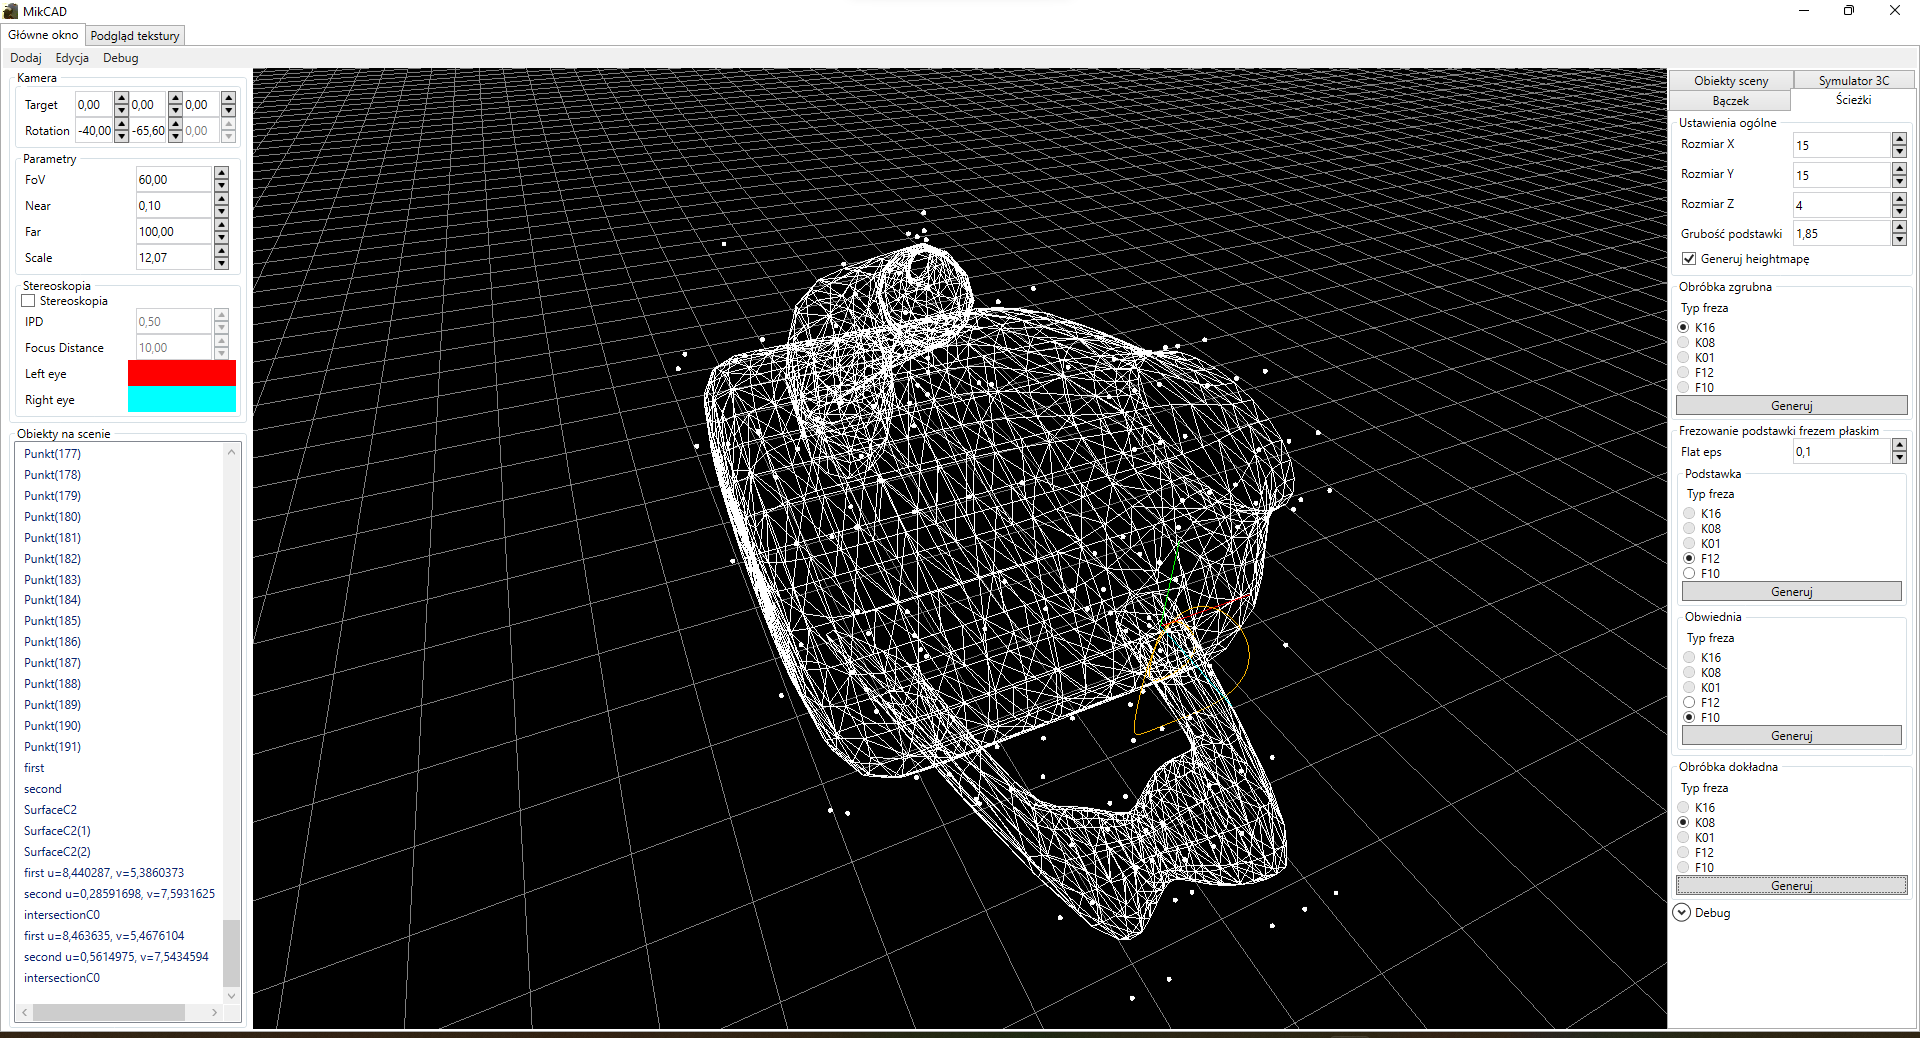 MikCAD
Główne okno
Podgląd tekstury
Dodaj Edycja Debug
Kamera
Target 0,00 0,00 0,00
Rotation -40,00 -65,60 0,00
Parametry
FoV 60,00
Near 0,10
Far 100,00
Scale 12,07
Stereoskopia
Stereoskopia
IPD 0,50
Focus Distance 10,00
Left eye
Right eye
Obiekty na scenie
Punkt(177)
Punkt(178)
Punkt(179)
Punkt(180)
Punkt(181)
Punkt(182)
Punkt(183)
Punkt(184)
Punkt(185)
Punkt(186)
Punkt(187)
Punkt(188)
Punkt(189)
Punkt(190)
Punkt(191)
first
second
SurfaceC2
SurfaceC2(1)
SurfaceC2(2)
first u=8,440287, v=5,3860373
second u=0,28591698, v=7,5931625
intersectionC0
first u=8,463635, v=5,4676104
second u=0,5614975, v=7,5434594
intersectionC0
Obiekty sceny
Symulator 3C
Bączek
Ścieżki
Ustawienia ogólne
Rozmiar X 15
Rozmiar Y 15
Rozmiar Z 4
Grubość podstawki 1,85
Generuj heightmapę
Obróbka zgrubna
Typ freza
K16
K08
K01
F12
F10
Generuj
Frezowanie podstawki frezem płaskim
Flat eps 0,1
Podstawka
Typ freza
K16
K08
K01
F12
F10
Generuj
Obwiednia
Typ freza
K16
K08
K01
F12
F10
Generuj
Obróbka dokładna
Typ freza
K16
K08
K01
F12
F10
Generuj
Debug